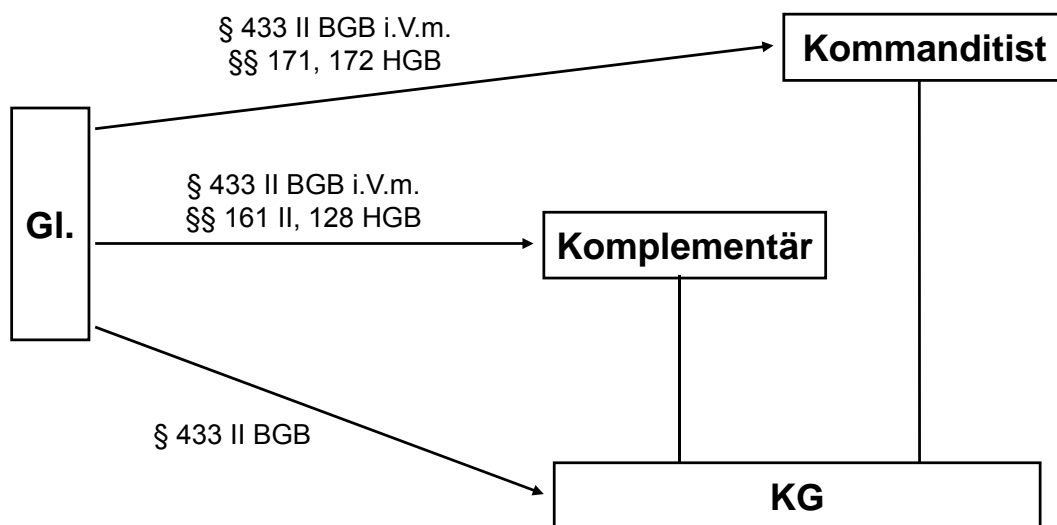 § 433 II BGB i.V.m.
§§ 171, 172 HGB
Kommanditist
§ 433 II BGB i.V.m.
§§ 161 II, 128 HGB
Gl.
Komplementär
§ 433 II BGB
KG